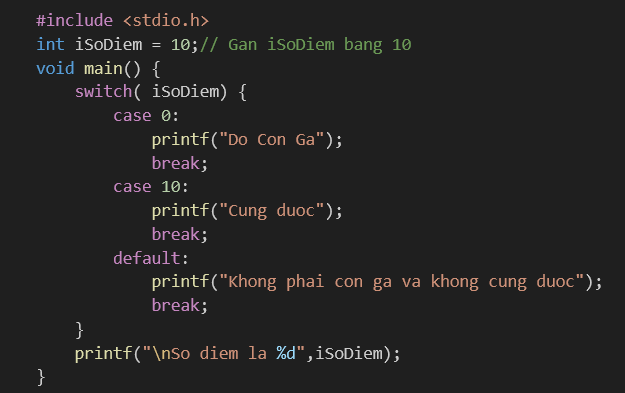 #include <stdio.h>
int iSoDiem = 10;// Gan iSoDiem bang 10
void main() {
    switch( iSoDiem) {
        case 0:
            printf("Do Con Ga");
            break;
        case 10:
            printf("Cung duoc");
            break;
        default:
            printf("Khong phai con ga va khong cung duoc");
            break;
    }
    printf("\nSo diem la %d",iSoDiem);
}